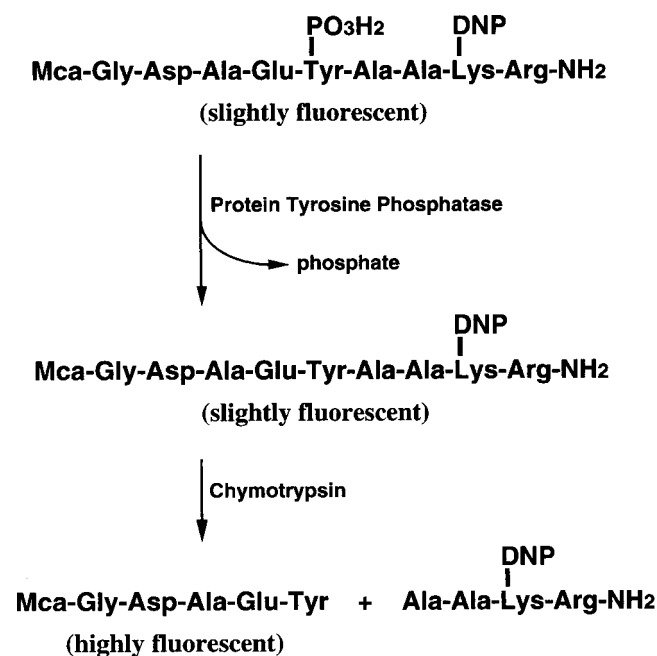 PO3H2 DNP
Mca-Gly-Asp-Ala-Glu-Tyr-Ala-Ala-Lys-Arg-NH2
(slightly fluorescent)
Protein Tyrosine Phosphatase
phosphate
DNP
Mca-Gly-Asp-Ala-Glu-Tyr-Ala-Ala-Lys-Arg-NH2
(slightly fluorescent)
Chymotrypsin
DNP
Mca-Gly-Asp-Ala-Glu-Tyr + Ala-Ala-Lys-Arg-NH2
(highly fluorescent)